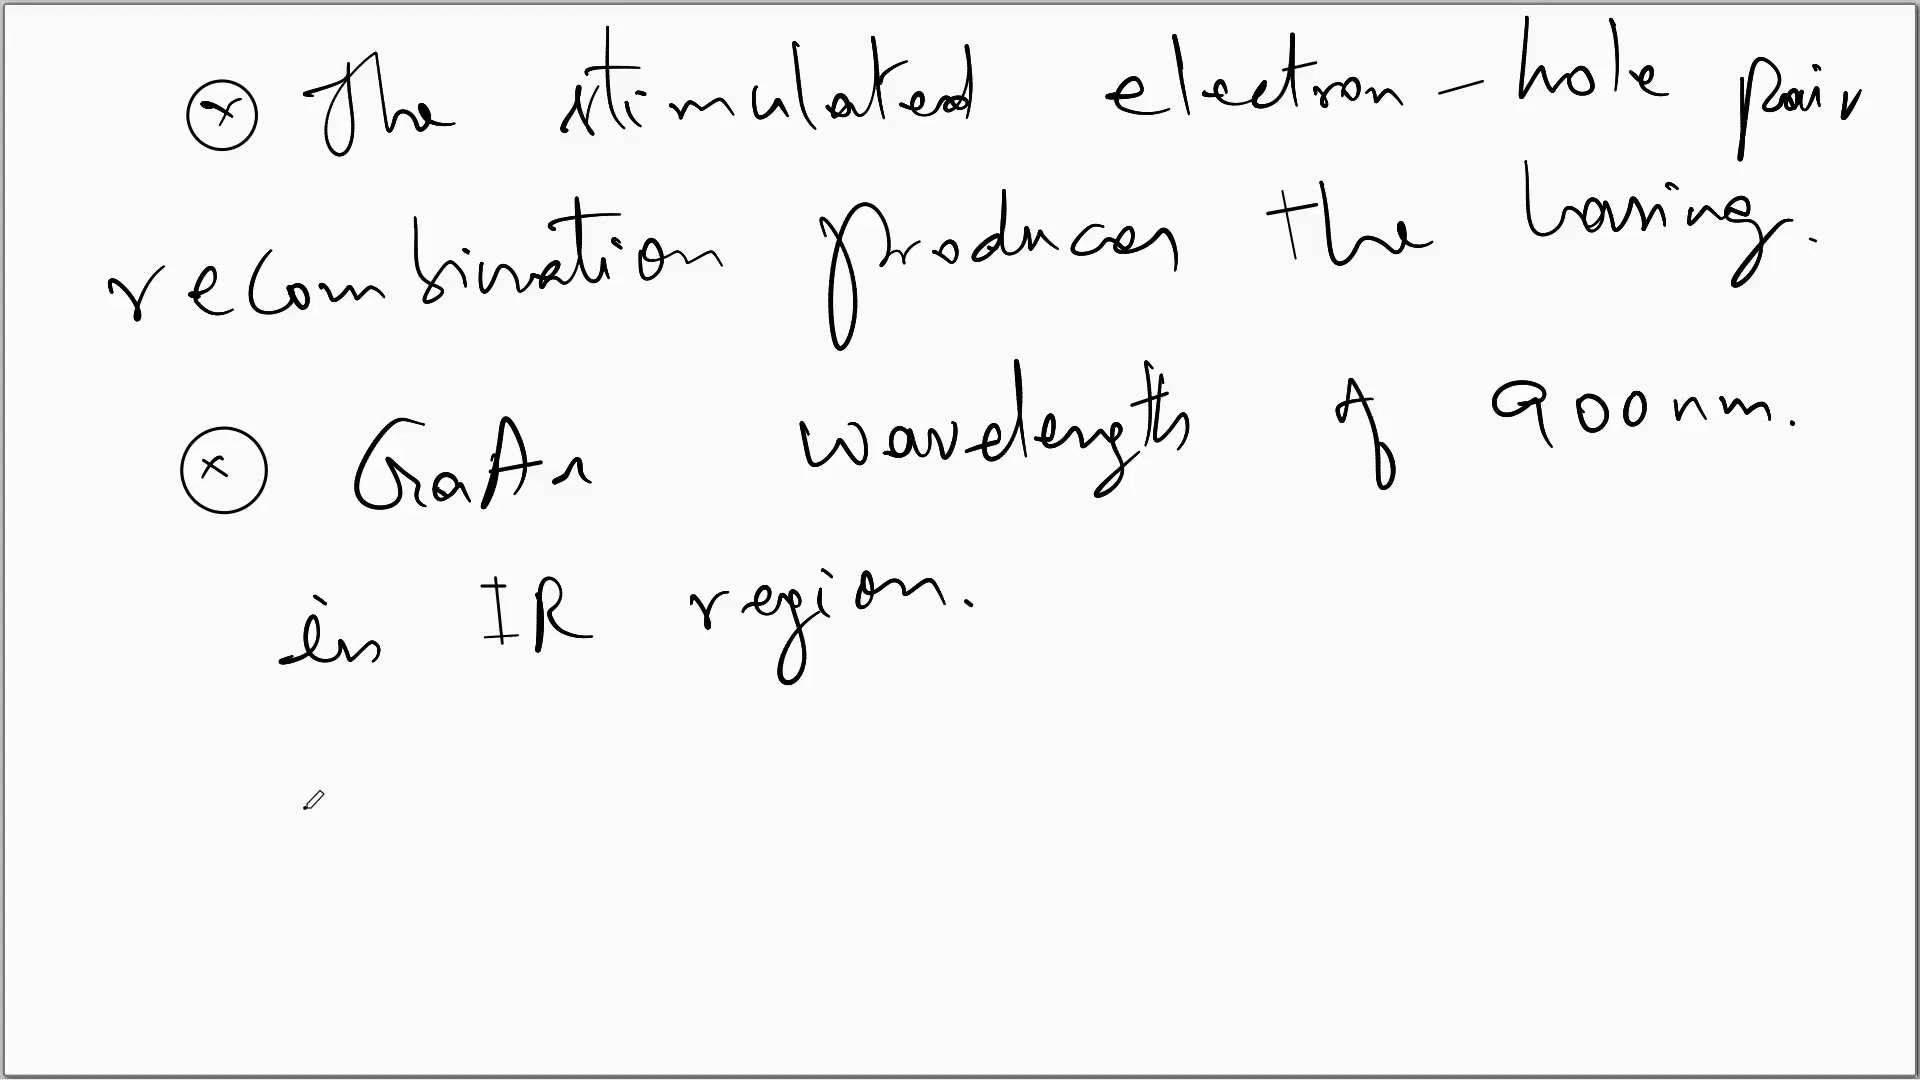 The stimulated electron - hole pair
recombination produces the lasing.
GaAs wavelength of 900nm.
in IR region.